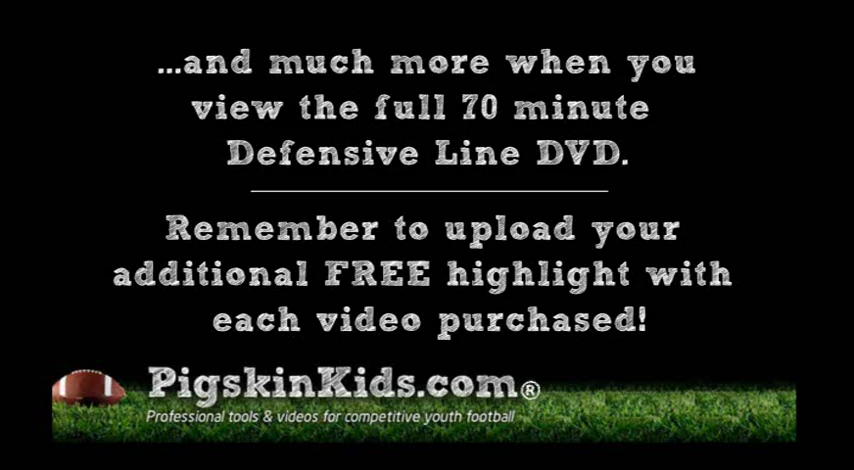 ...and much more when you
view the full 70 minute
Defensive Line DVD.
Remember to upload your
additional FREE highlight with
each video purchased!
PigskinKids.com®
Professional tools & videos for competitive youth football